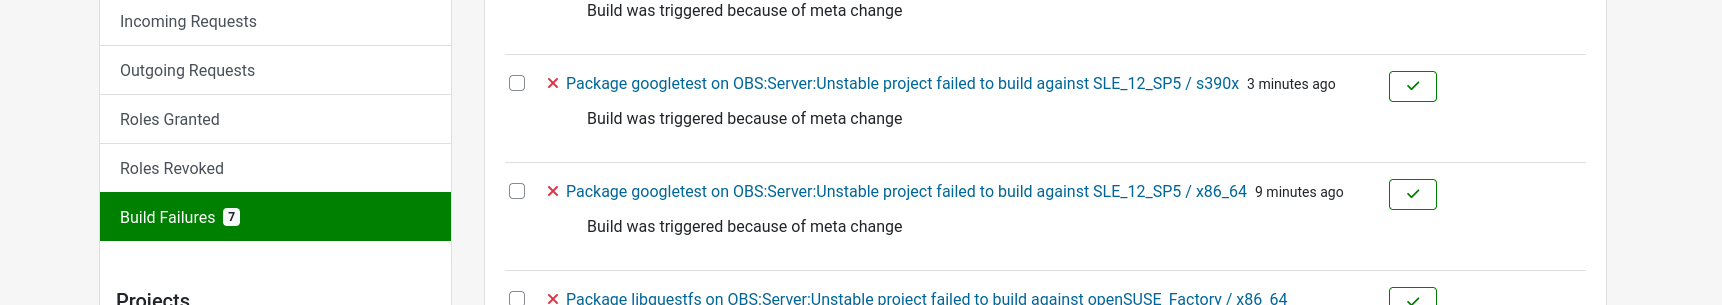 Incoming Requests
Outgoing Requests
Roles Granted
Roles Revoked
Build Failures 7
Projects
Build was triggered because of meta change
Package googletest on OBS:Server:Unstable project failed to build against SLE_12_SP5 / s390x 3 minutes ago
Build was triggered because of meta change
Package googletest on OBS:Server:Unstable project failed to build against SLE_12_SP5 / x86_64 9 minutes ago
Build was triggered because of meta change
Package libguestfs on OBS:Server:Unstable project failed to build against openSUSE_Factory / x86_64